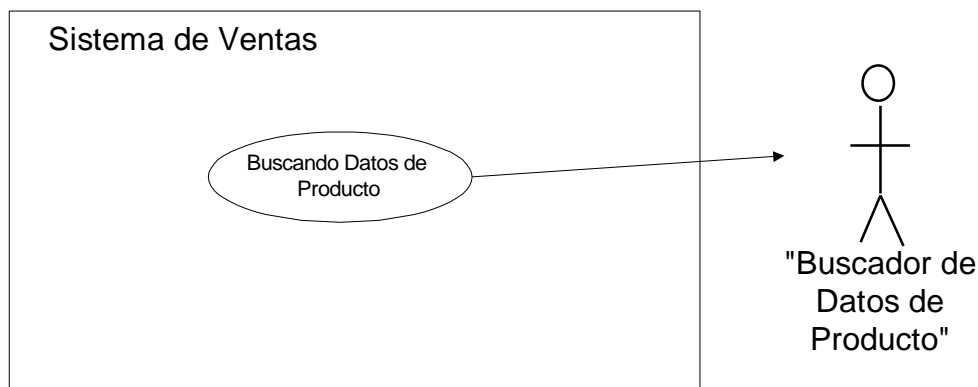 Sistema de Ventas
Buscando Datos de
Producto
"Buscador de
Datos de
Producto"